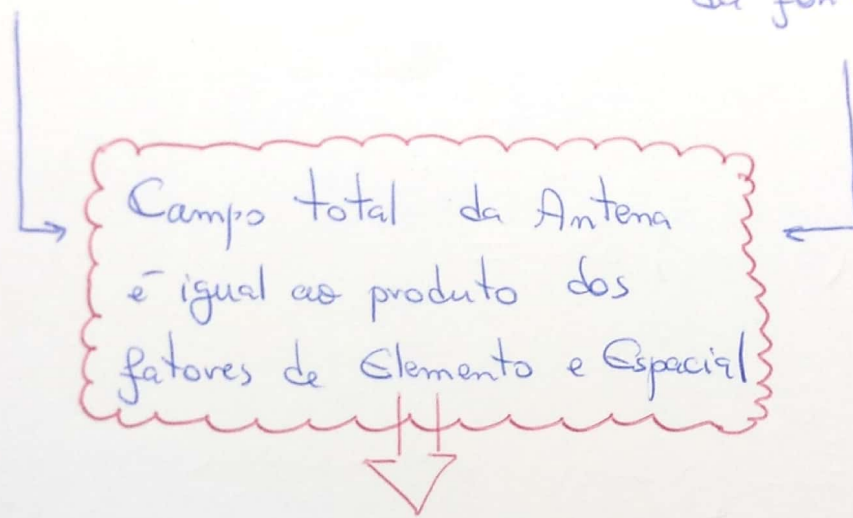 Campo total da Antena
é igual ao produto dos
fatores de Elemento e Espacial